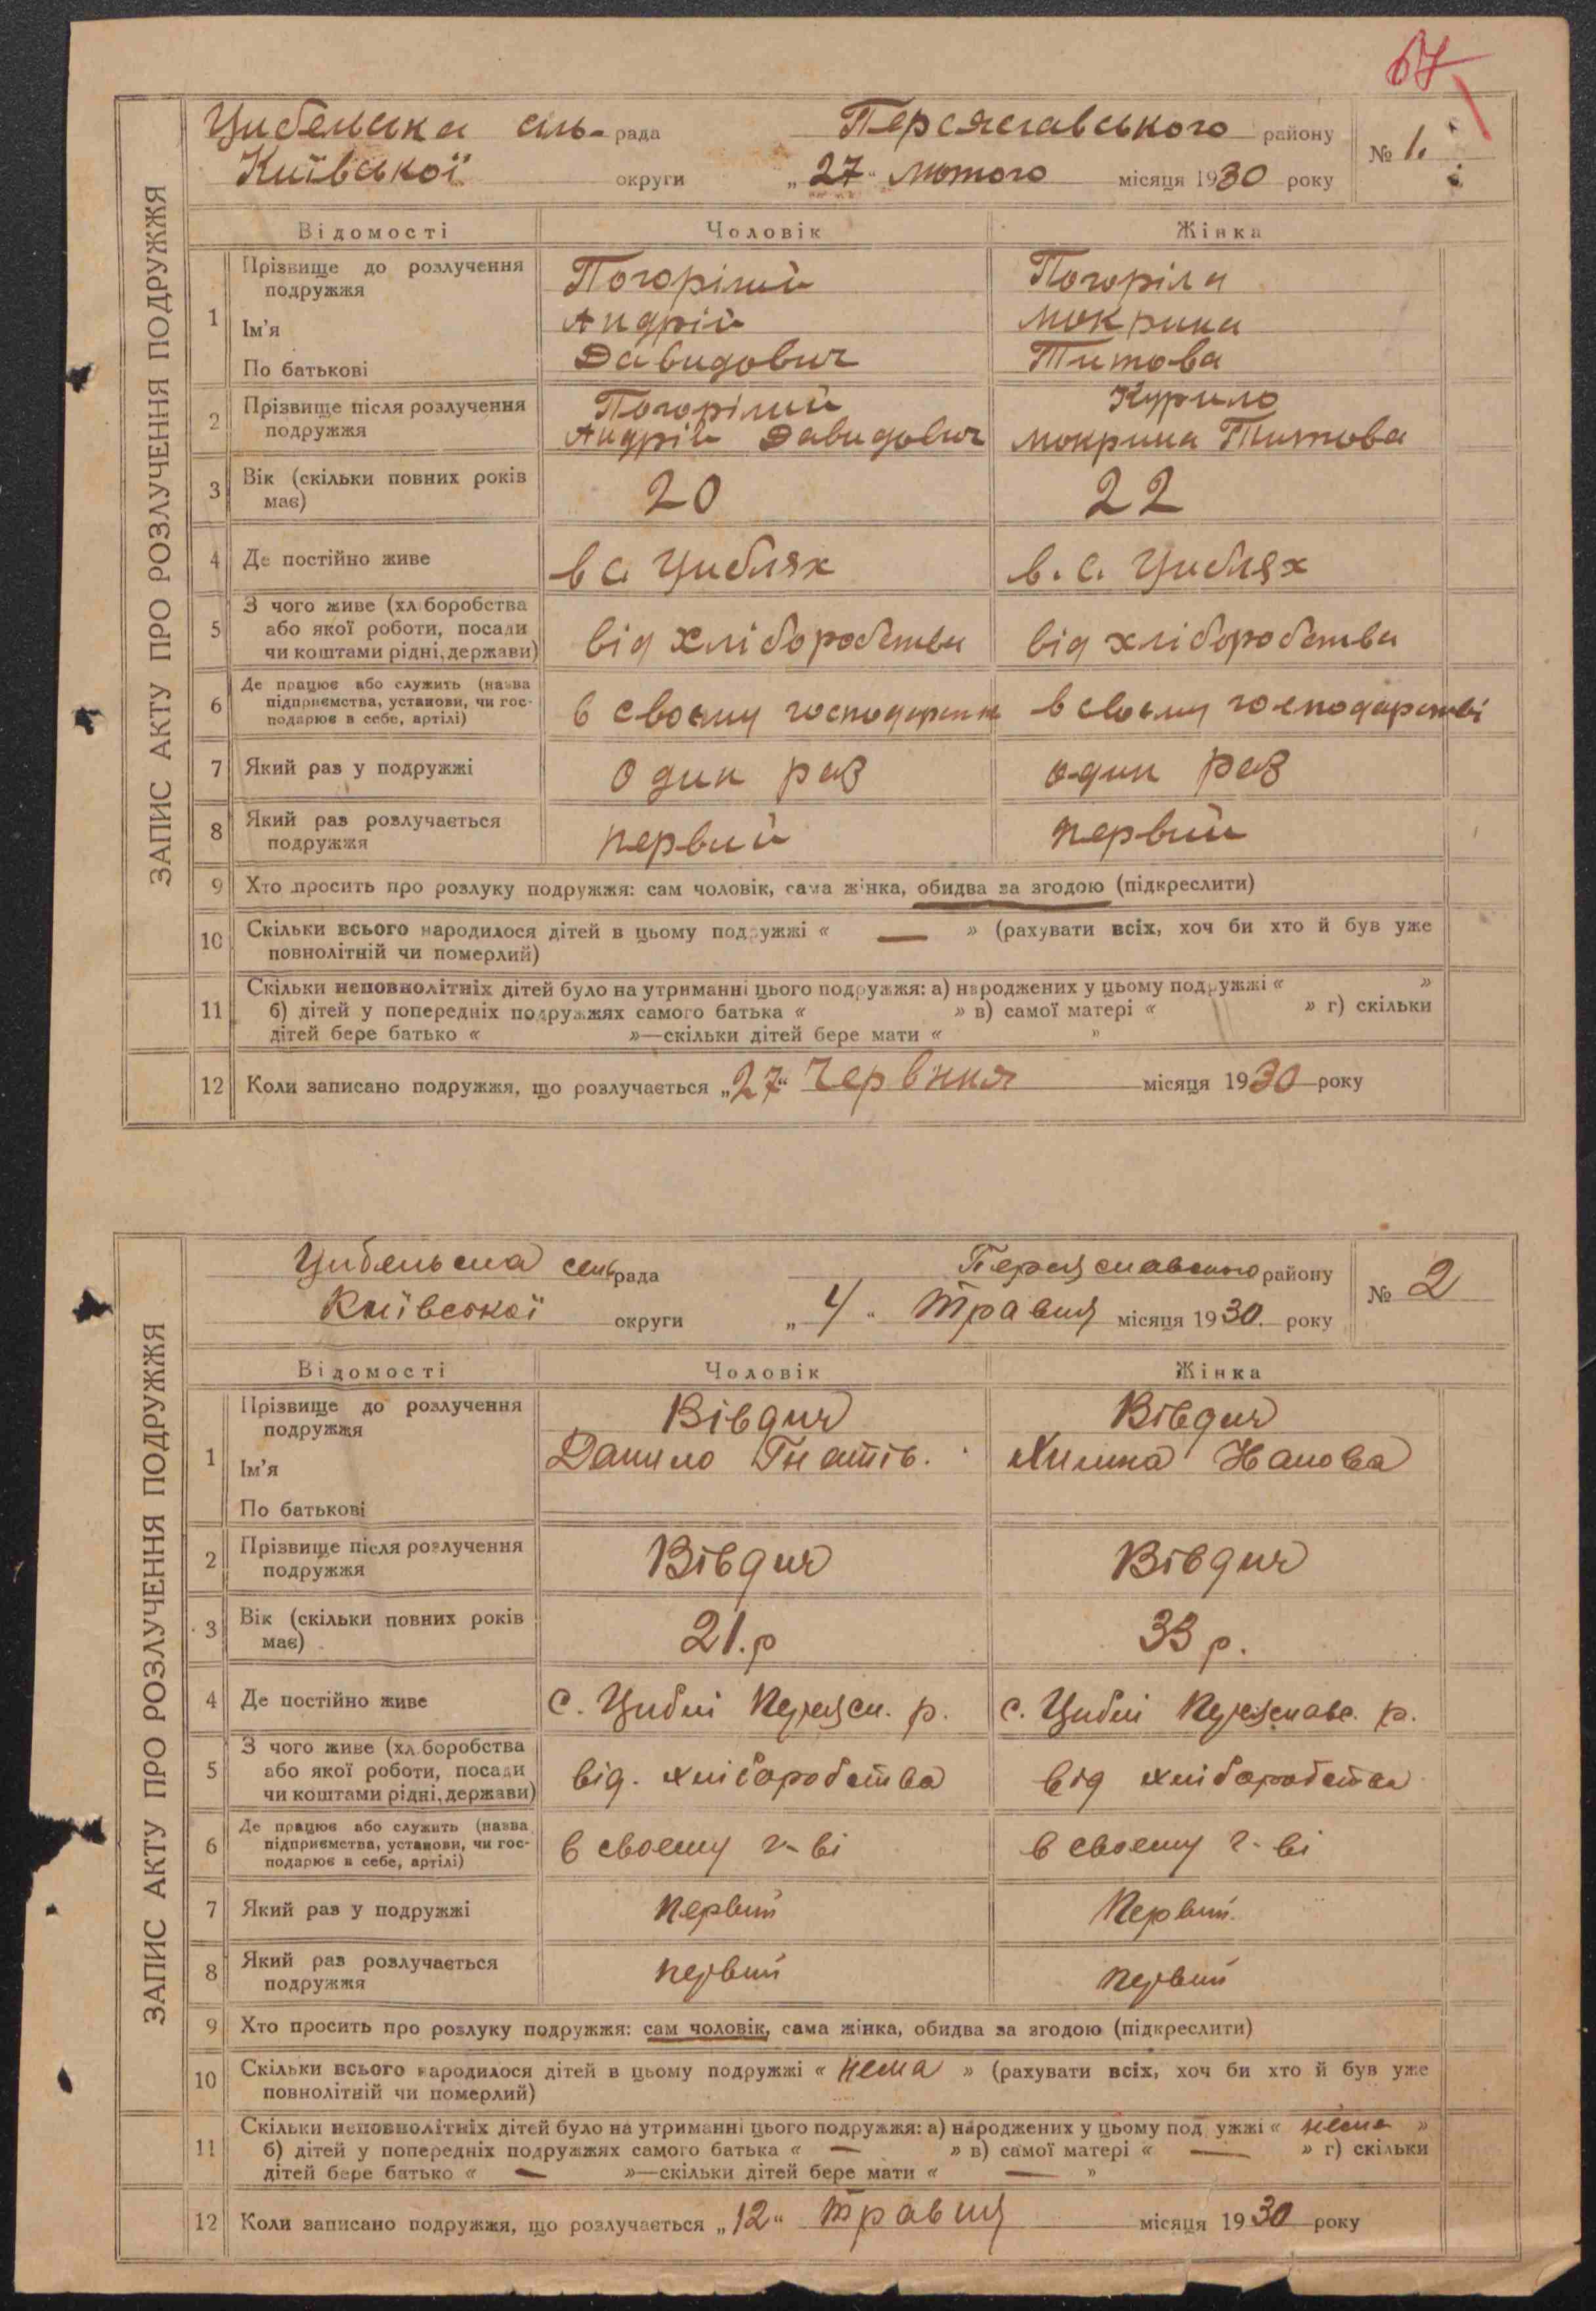 67
ЗАПИС АКТУ ПРО РОЗЛУЧЕННЯ ПОДРУЖЖЯ
Цибельська сіль-рада Переяславського району № 1.
Київської округи „27“ лютого місяця 1930 року
Відомості Чоловік Жінка
1 Прізвище до розлучення подружжя Погорілий Погоріла
Ім'я Андрій Мокрина
По батькові Давидович Титова
2 Прізвище після розлучення Погорілий Курило
подружжя Андрій Давидович Мокрина Титова
3 Вік (скільки повних років має) 20 22
4 Де постійно живе в с. Циблях в. с. Циблях
5 З чого живе (хліборобства
або якої роботи, посади від хліборобства від хліборобства
чи коштами рідні, держави)
6 Де працює або служить (назва
підприємства, установи, чи гос- в своєму в своєму господарстві
подарює в себе, артілі)
7 Який раз у подружжі один раз один раз
8 Який раз розлучається
подружжя первий первий
9 Хто просить про розлуку подружжя: сам чоловік, сама жінка, обидва за згодою (підкреслити)
10 Скільки всього народилося дітей в цьому подружжі « — » (рахувати всіх, хоч би хто й був уже
повнолітній чи померлий)
11 Скільки неповнолітніх дітей було на утриманні цього подружжя: а) народжених у цьому подружжі « »
б) дітей у попередніх подружжях самого батька « » в) самої матері « » г) скільки
дітей бере батько « »—скільки дітей бере мати « »
12 Коли записано подружжя, що розлучається „27“ червня місяця 1930 року
ЗАПИС АКТУ ПРО РОЗЛУЧЕННЯ ПОДРУЖЖЯ
Цибельська сельрада Переяславського району № 2
Київської округи „4“ Травня місяця 1930. року
Відомості Чоловік Жінка
1 Прізвище до розлучення
подружжя Вівдич Вівдич
Ім'я Данило Гнатів.
По батькові
2 Прізвище після розлучення
подружжя Вівдич Вівдич
3 Вік (скільки повних років
має) 21.р 33 р.
4 Де постійно живе с. Циблі Переясл. р. с. Циблі Переяславс. р.
5 З чого живе (хліборобства
або якої роботи, посади від. хліборобства від хліборобства
чи коштами рідні, держави)
6 Де працює або служить (назва
підприємства, установи, чи гос- в своєму г-ві в своєму г-ві
подарює в себе, артілі)
7 Який раз у подружжі первий Первий.
8 Який раз розлучається
подружжя первий первий
9 Хто просить про розлуку подружжя: сам чоловік, сама жінка, обидва за згодою (підкреслити)
10 Скільки всього народилося дітей в цьому подружжі « нема » (рахувати всіх, хоч би хто й був уже
повнолітній чи померлий)
11 Скільки неповнолітніх дітей було на утриманні цього подружжя: а) народжених у цьому подружжі « нема »
б) дітей у попередніх подружжях самого батька « — » в) самої матері « — » г) скільки
дітей бере батько « — »—скільки дітей бере мати « — »
12 Коли записано подружжя, що розлучається „12“ Травня місяця 1930 року